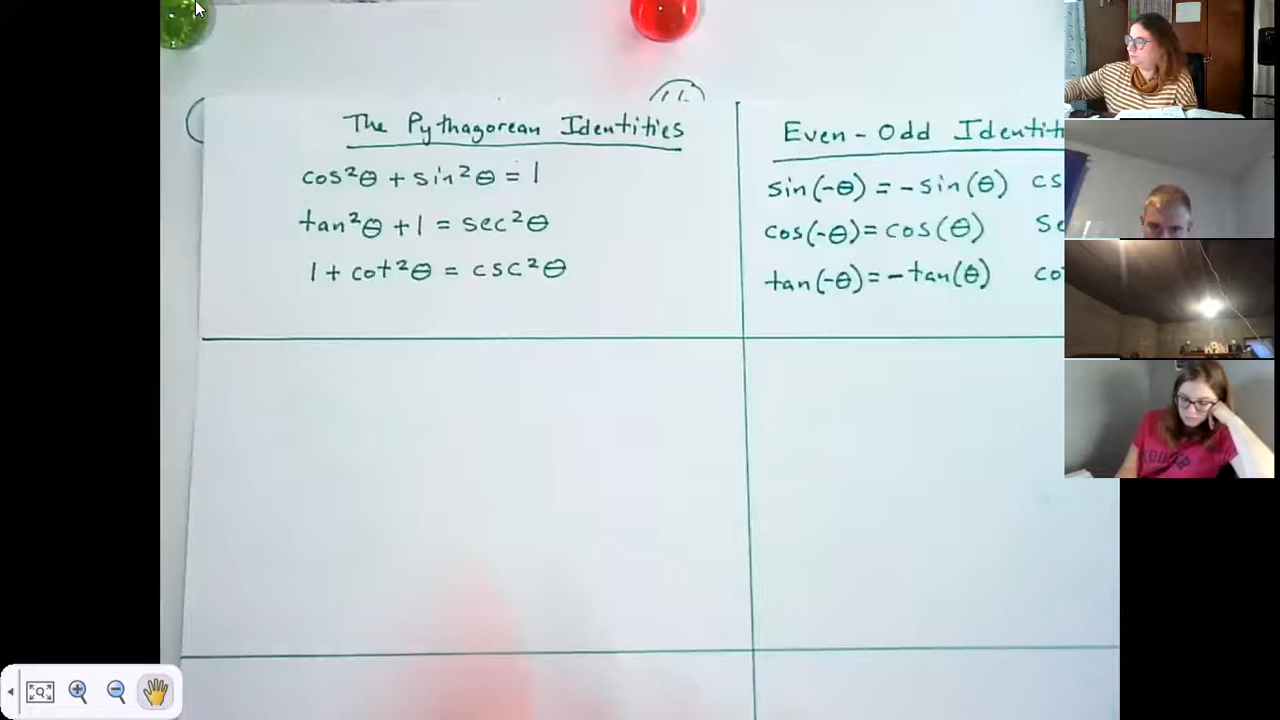 The Pythagorean Identities
cos²θ + sin²θ = 1
tan²θ + 1 = sec²θ
1 + cot²θ = csc²θ
Even - Odd
sin(-θ) = -sin(θ)
cos(-θ) = cos(θ)
tan(-θ) = -tan(θ)